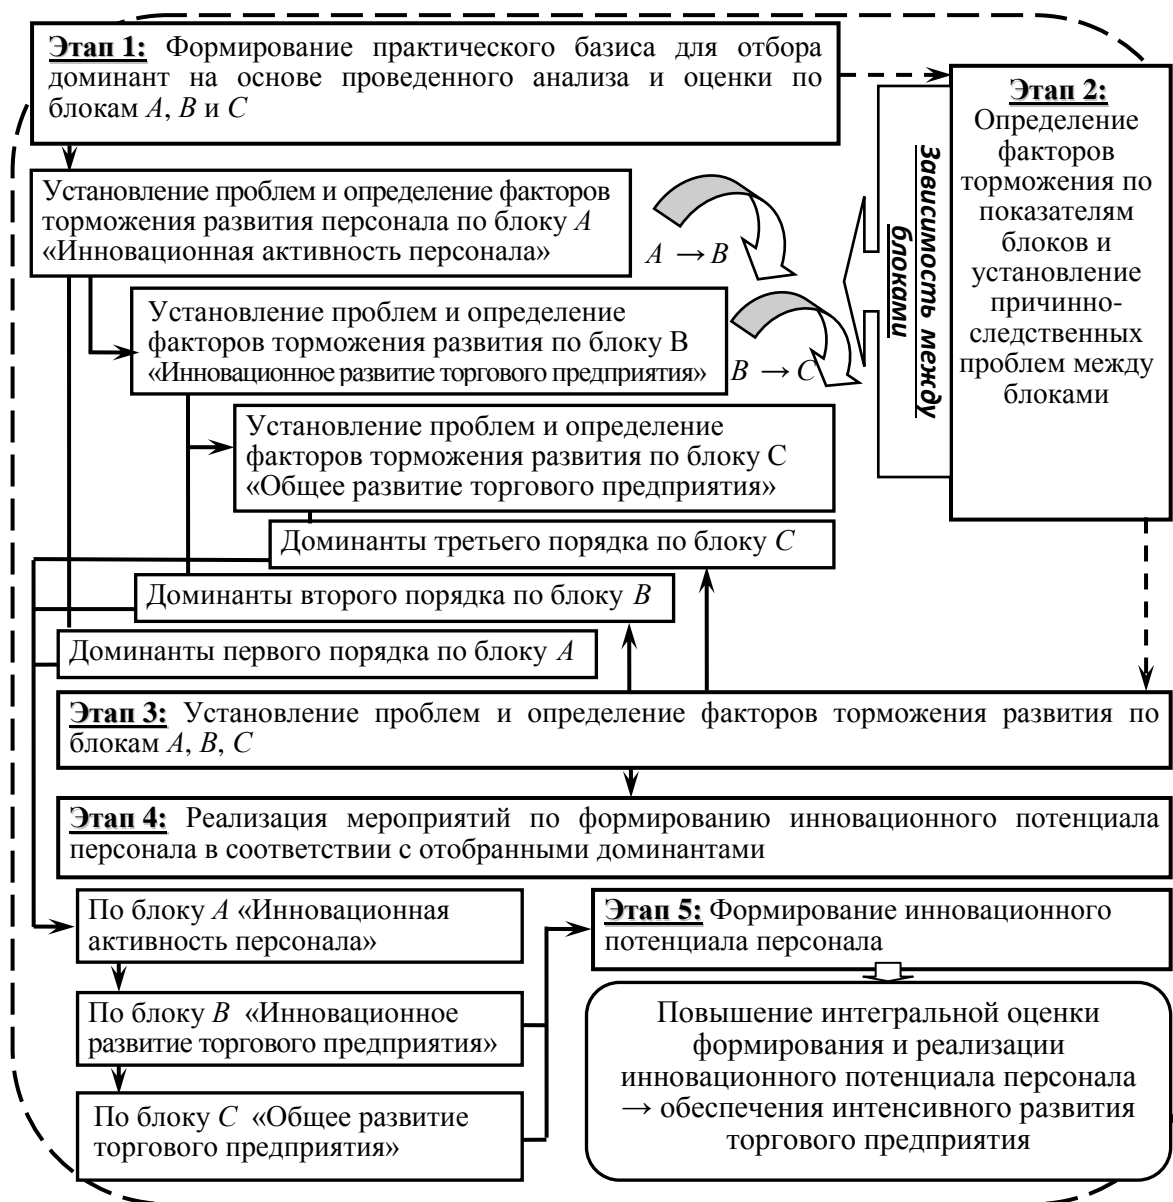 Этап 1: Формирование практического базиса для отбора
доминант на основе проведенного анализа и оценки по
блокам A, B и C
Этап 2:
Определение
факторов
торможения по
показателям
блоков и
установление
причинно-
следственных
проблем между
блоками
Зависимость между
блоками
Установление проблем и определение факторов
торможения развития персонала по блоку A
«Инновационная активность персонала»
A → B
Установление проблем и определение
факторов торможения развития по блоку В
«Инновационное развитие торгового предприятия»
B → C
Установление проблем и определение
факторов торможения развития по блоку С
«Общее развитие торгового предприятия»
Доминанты третьего порядка по блоку C
Доминанты второго порядка по блоку B
Доминанты первого порядка по блоку A
Этап 3: Установление проблем и определение факторов торможения развития по
блокам A, B, C
Этап 4: Реализация мероприятий по формированию инновационного потенциала
персонала в соответствии с отобранными доминантами
По блоку A «Инновационная
активность персонала»
По блоку B «Инновационное
развитие торгового предприятия»
По блоку C «Общее развитие
торгового предприятия»
Этап 5: Формирование инновационного
потенциала персонала
Повышение интегральной оценки
формирования и реализации
инновационного потенциала персонала
→ обеспечения интенсивного развития
торгового предприятия